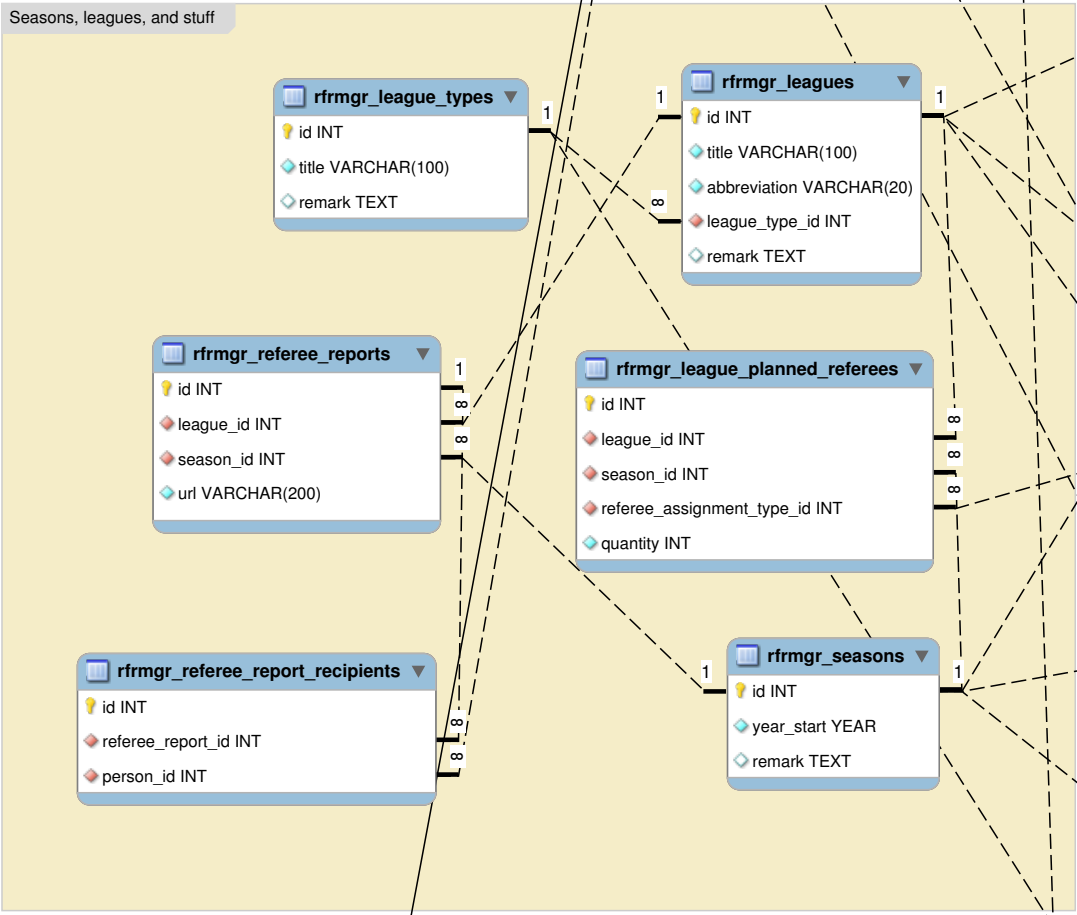 Seasons, leagues, and stuff
rfrmgr_league_types
id INT
title VARCHAR(100)
remark TEXT
1
rfrmgr_leagues
id INT
title VARCHAR(100)
abbreviation VARCHAR(20)
league_type_id INT
remark TEXT
1
∞
1
rfrmgr_referee_reports
id INT
league_id INT
season_id INT
url VARCHAR(200)
1
∞
∞
rfrmgr_league_planned_referees
id INT
league_id INT
season_id INT
referee_assignment_type_id INT
quantity INT
∞
∞
∞
rfrmgr_referee_report_recipients
id INT
referee_report_id INT
person_id INT
∞
∞
rfrmgr_seasons
id INT
year_start YEAR
remark TEXT
1
1